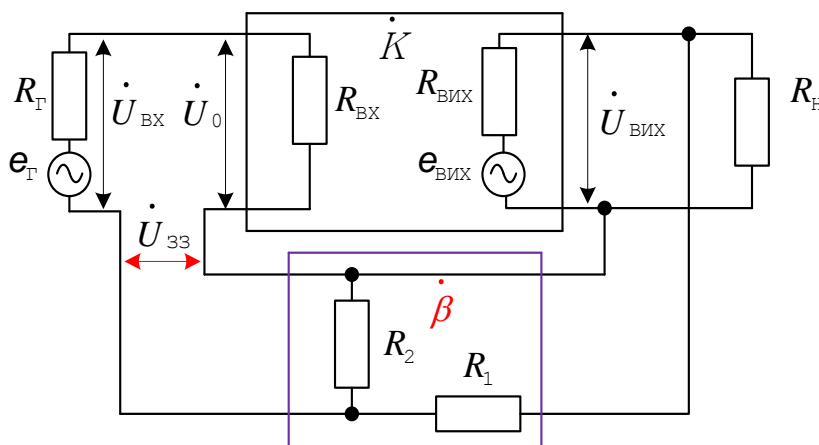 K̇
R_Г
U̇_ВХ
U̇_0
R_ВХ
R_ВИХ
U̇_ВИХ
R_Н
e_Г
e_ВИХ
U̇_ЗЗ
β̇
R_2
R_1